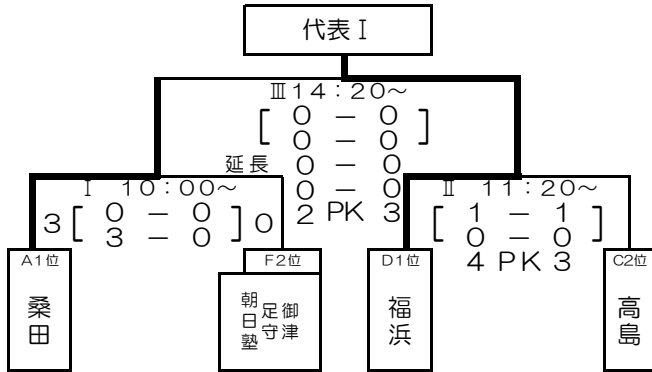 代表Ⅰ
Ⅲ14：20～
[ 0 － 0 ]
0 － 0
延長 0 － 0
0 － 0
2 PK 3
Ⅰ 10：00～
3 [ 0 － 0 ] 0
3 － 0
Ⅱ 11：20～
[ 1 － 1 ]
0 － 0
4 PK 3
A1位
桑田
F2位
朝日塾
足守
御津
D1位
福浜
C2位
高島